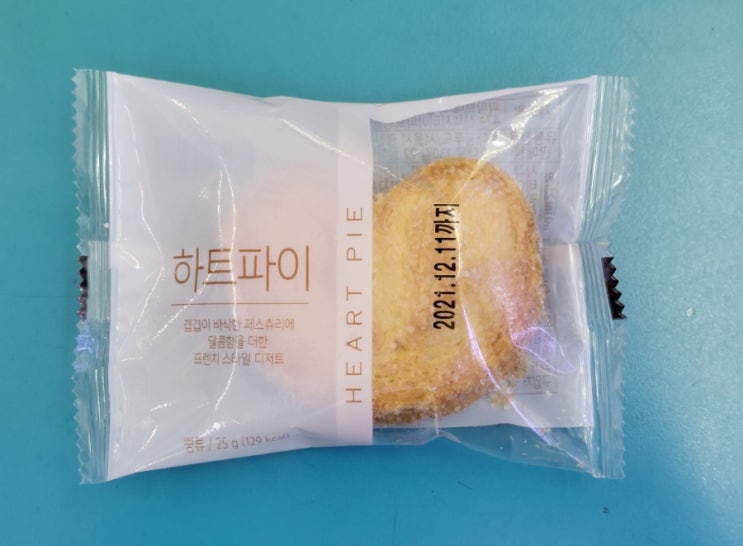 하트파이
겹겹이 바삭한 페스츄리에
달콤함을 더한
프렌치 스타일 디저트
빵류 / 25 g (129 kcal)
HEART PIE
2021.12.11까지